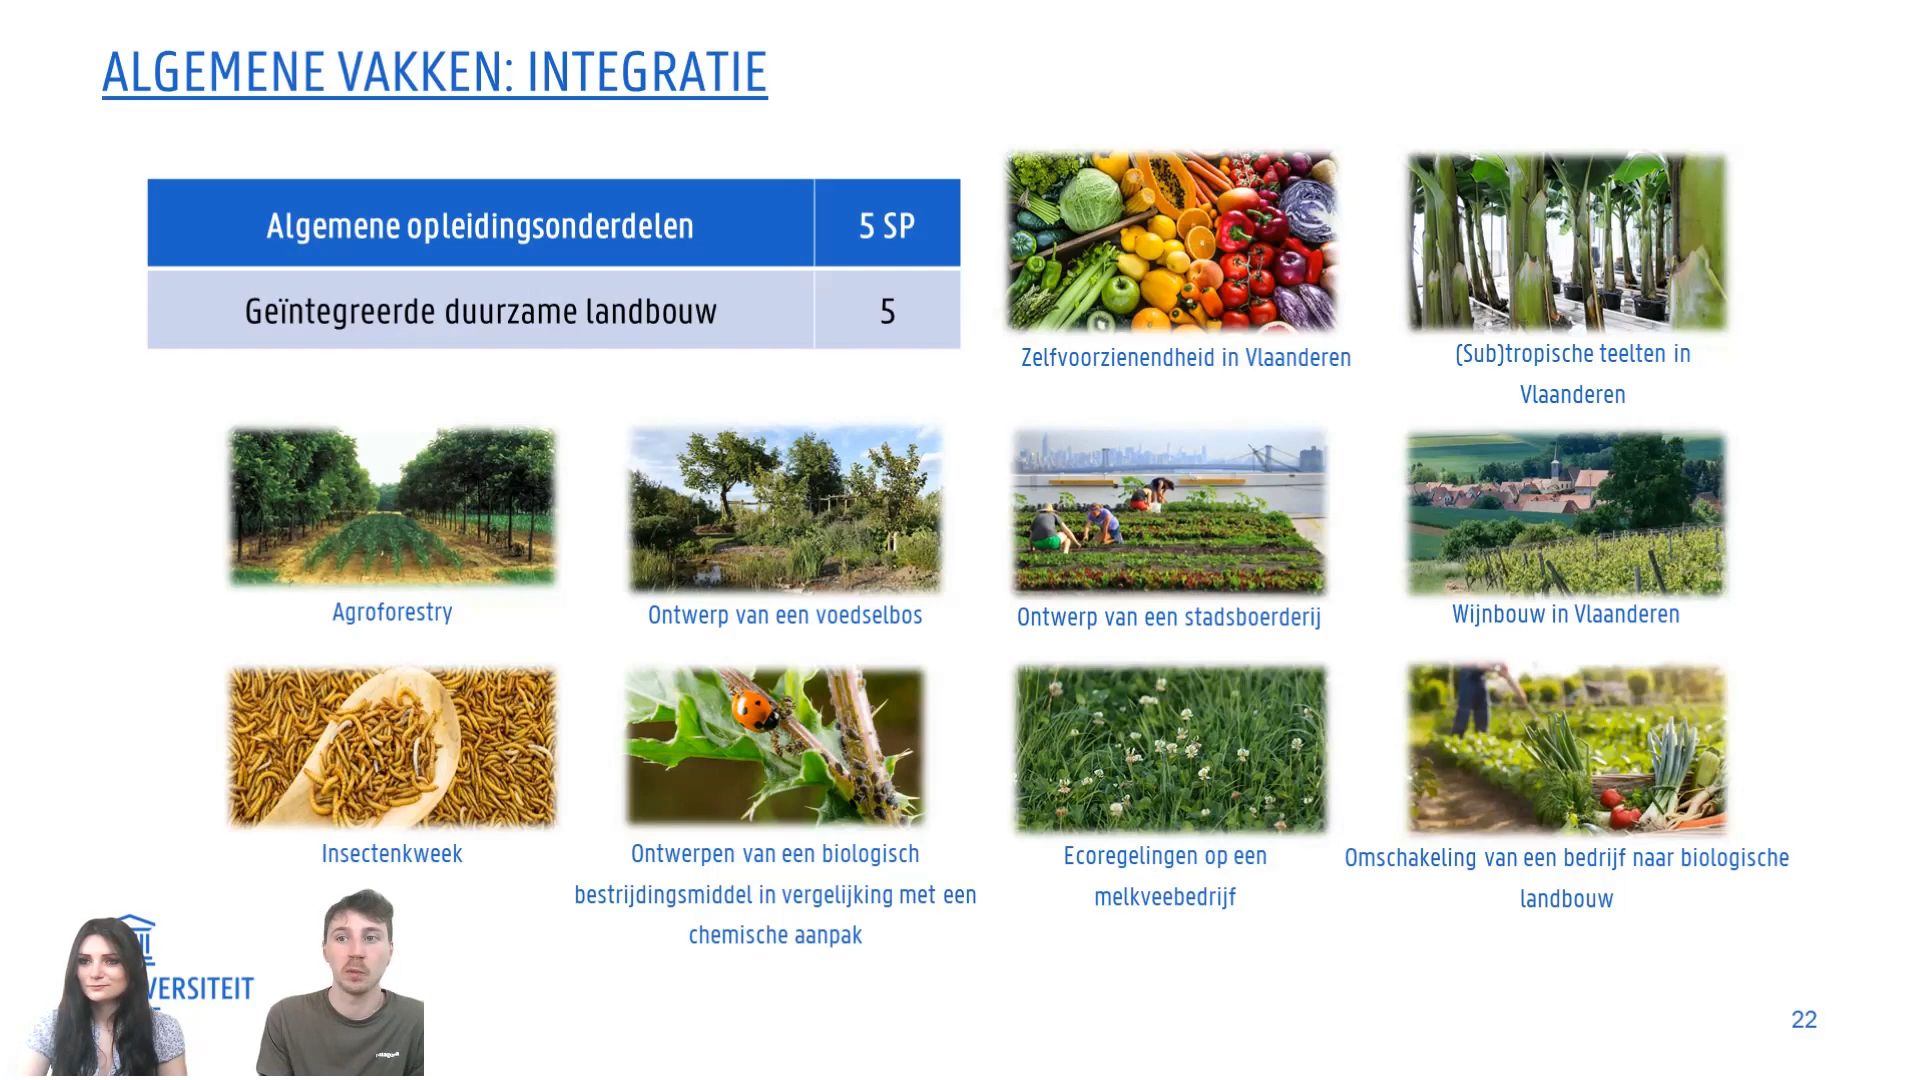 ALGEMENE VAKKEN: INTEGRATIE
Algemene opleidingsonderdelen 5 SP
Geïntegreerde duurzame landbouw 5
Zelfvoorzienendheid in Vlaanderen
(Sub)tropische teelten in
Vlaanderen
Agroforestry
Ontwerp van een voedselbos
Ontwerp van een stadsboerderij
Wijnbouw in Vlaanderen
Insectenkweek
Ontwerpen van een biologisch
bestrijdingsmiddel in vergelijking met een
chemische aanpak
Ecoregelingen op een
melkveebedrijf
Omschakeling van een bedrijf naar biologische
landbouw
VERSITEIT
patagonia
22